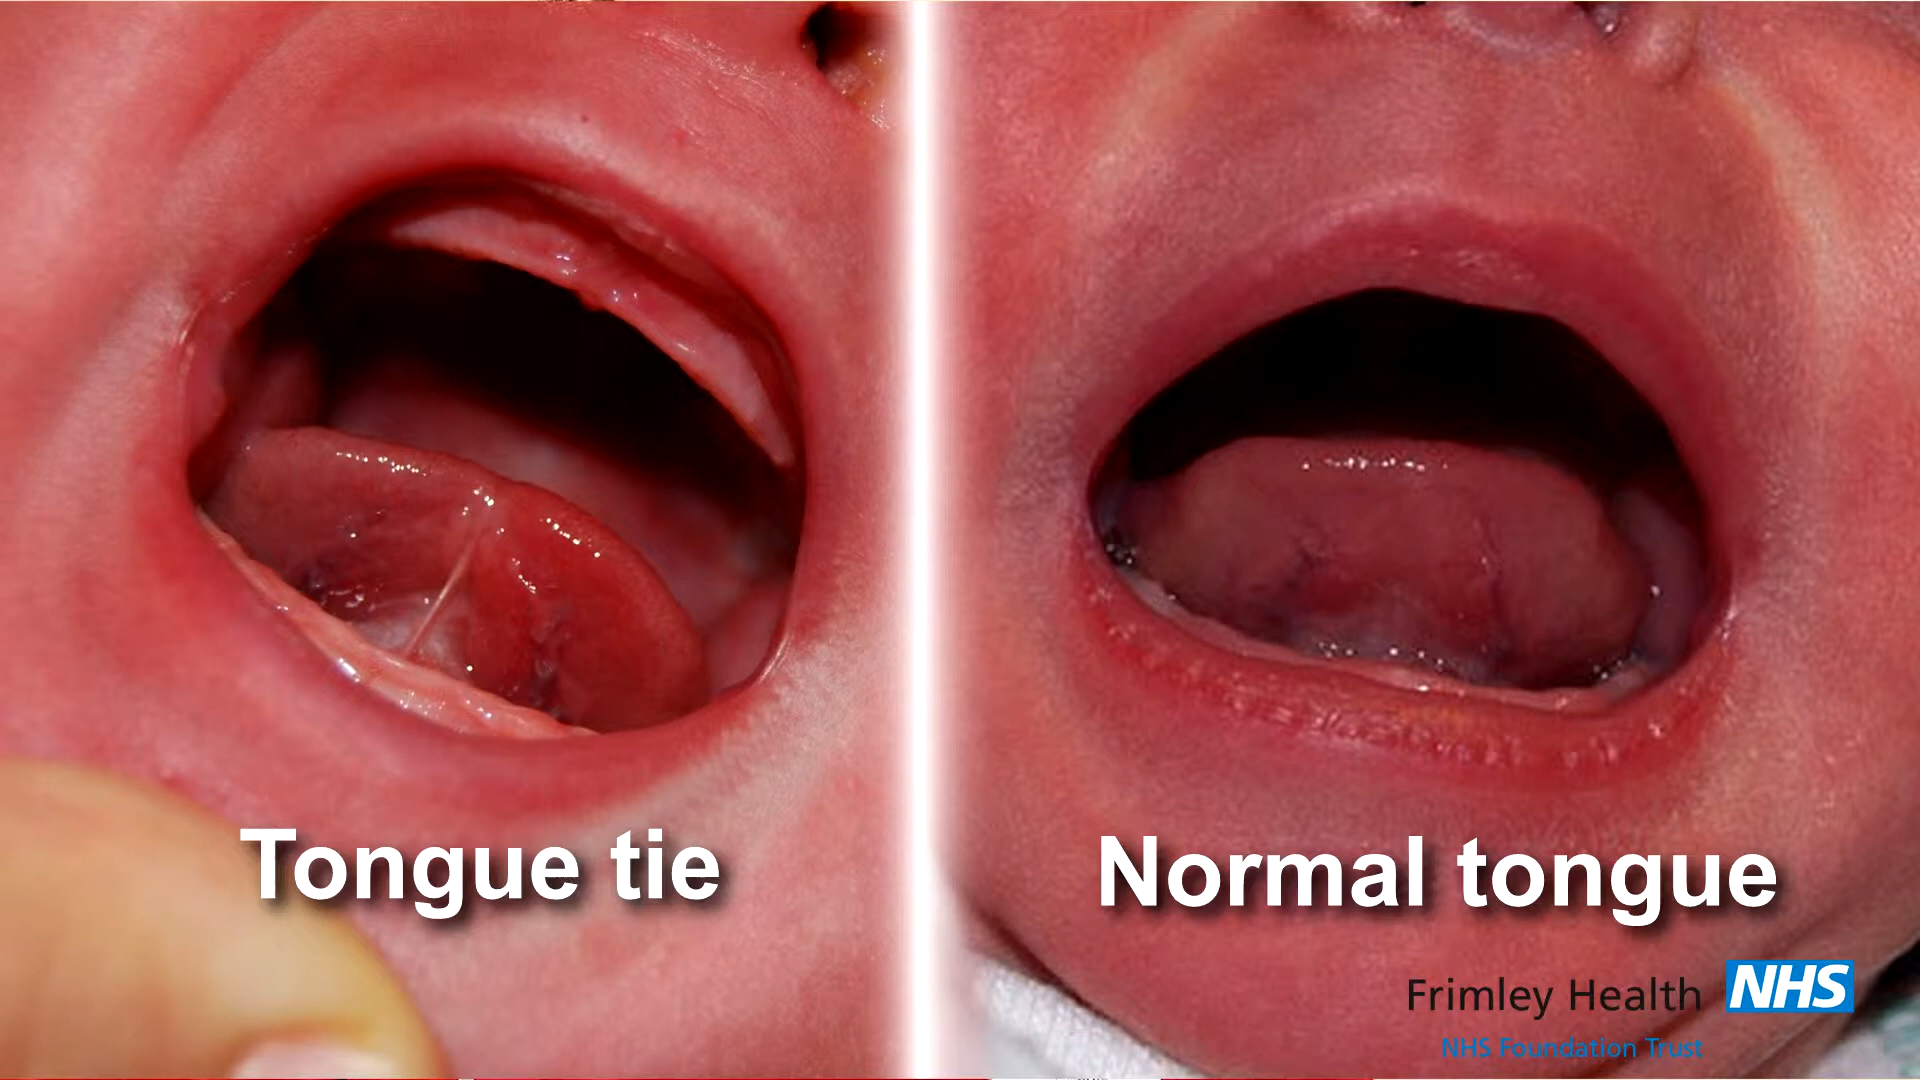 Tongue tie
Normal tongue
Frimley Health NHS
NHS Foundation Trust